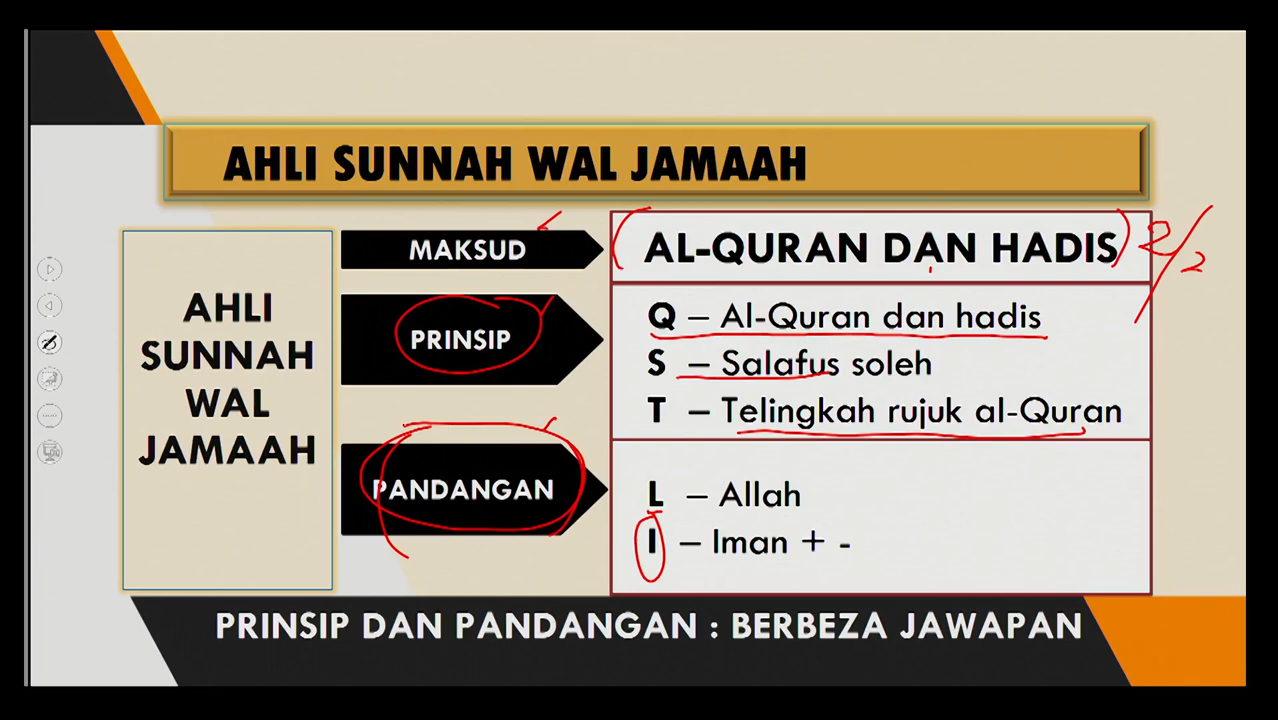 AHLI SUNNAH WAL JAMAAH
AHLI
SUNNAH
WAL
JAMAAH
MAKSUD
AL-QURAN DAN HADIS
2/2
PRINSIP
Q – Al-Quran dan hadis
S – Salafus soleh
T – Telingkah rujuk al-Quran
PANDANGAN
L – Allah
I – Iman + -
PRINSIP DAN PANDANGAN : BERBEZA JAWAPAN